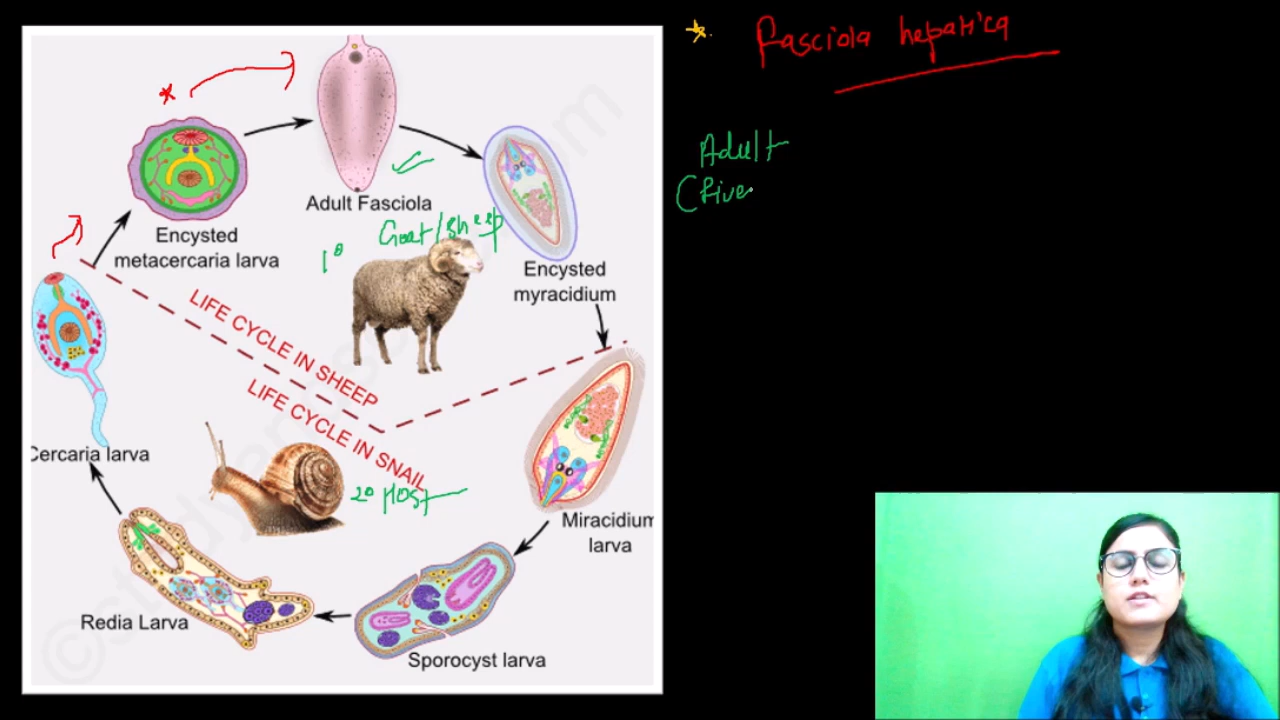 * Fasciola hepatica
Adult
(Live
*
Adult Fasciola
Goat/Sheep
1°
Encysted
metacercaria larva
Encysted
myracidium
LIFE CYCLE IN SHEEP
LIFE CYCLE IN SNAIL
2° HOST
Cercaria larva
Miracidium
larva
Redia Larva
Sporocyst larva